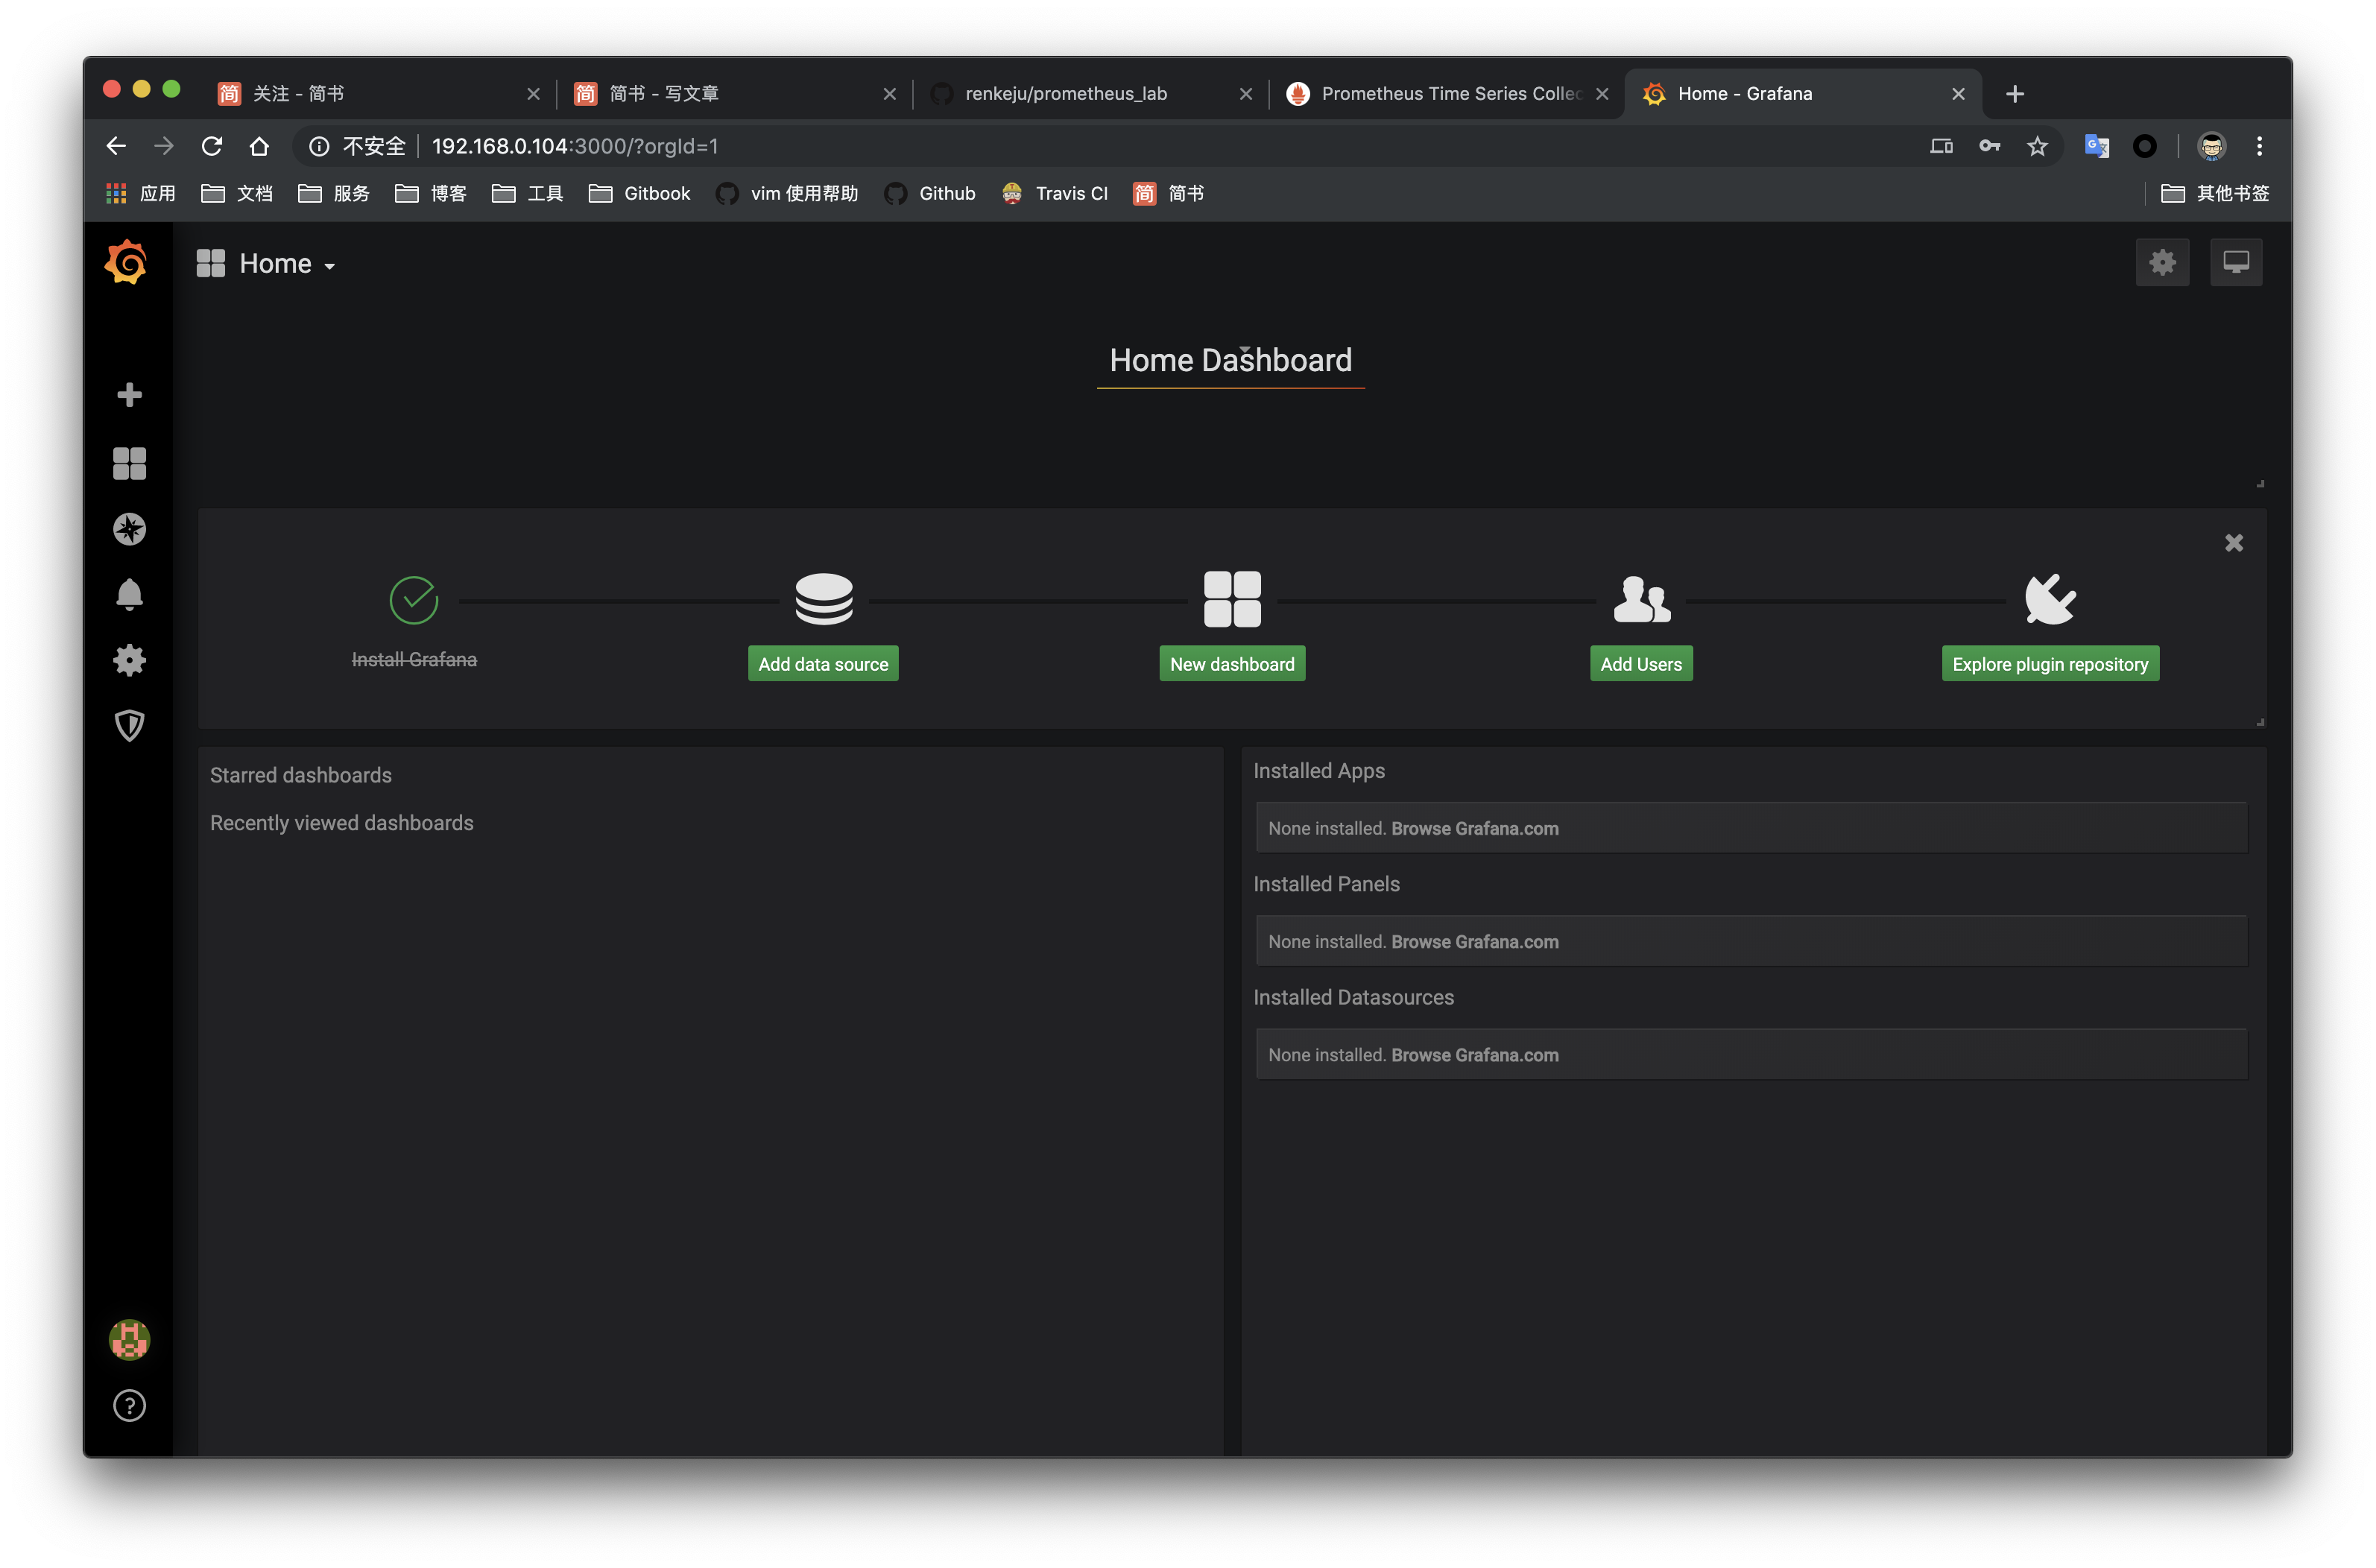 关注 - 简书
简书 - 写文章
renkeju/prometheus_lab
Prometheus Time Series Collec
Home - Grafana
不安全
192.168.0.104:3000/?orgId=1
应用
文档
服务
博客
工具
Gitbook
vim 使用帮助
Github
Travis CI
简 简书
其他书签
Home
Home Dashboard
Install Grafana
Add data source
New dashboard
Add Users
Explore plugin repository
Starred dashboards
Recently viewed dashboards
Installed Apps
None installed. Browse Grafana.com
Installed Panels
None installed. Browse Grafana.com
Installed Datasources
None installed. Browse Grafana.com